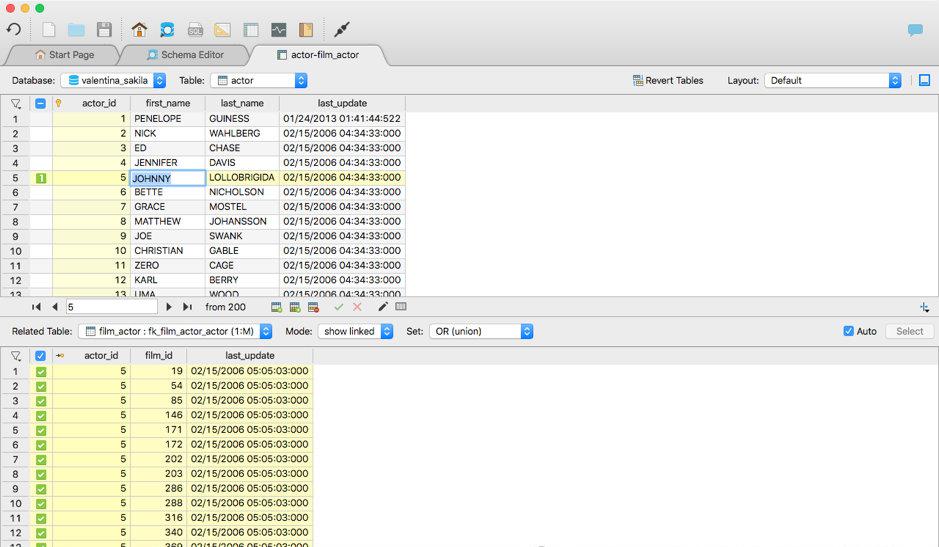 SQL
Start Page Schema Editor actor-film_actor
Database: valentina_sakila Table: actor Revert Tables Layout: Default
actor_id first_name last_name last_update
1 1 PENELOPE GUINESS 01/24/2013 01:41:44:522
2 2 NICK WAHLBERG 02/15/2006 04:34:33:000
3 3 ED CHASE 02/15/2006 04:34:33:000
4 4 JENNIFER DAVIS 02/15/2006 04:34:33:000
5 1 5 JOHNNY LOLLOBRIGIDA 02/15/2006 04:34:33:000
6 6 BETTE NICHOLSON 02/15/2006 04:34:33:000
7 7 GRACE MOSTEL 02/15/2006 04:34:33:000
8 8 MATTHEW JOHANSSON 02/15/2006 04:34:33:000
9 9 JOE SWANK 02/15/2006 04:34:33:000
10 10 CHRISTIAN GABLE 02/15/2006 04:34:33:000
11 11 ZERO CAGE 02/15/2006 04:34:33:000
12 12 KARL BERRY 02/15/2006 04:34:33:000
13 13 UMA WOOD 02/15/2006 04:34:33:000
5 from 200
Related Table: film_actor : fk_film_actor_actor (1:M) Mode: show linked Set: OR (union) Auto Select
actor_id film_id last_update
1 5 19 02/15/2006 05:05:03:000
2 5 54 02/15/2006 05:05:03:000
3 5 85 02/15/2006 05:05:03:000
4 5 146 02/15/2006 05:05:03:000
5 5 171 02/15/2006 05:05:03:000
6 5 172 02/15/2006 05:05:03:000
7 5 202 02/15/2006 05:05:03:000
8 5 203 02/15/2006 05:05:03:000
9 5 286 02/15/2006 05:05:03:000
10 5 288 02/15/2006 05:05:03:000
11 5 316 02/15/2006 05:05:03:000
12 5 340 02/15/2006 05:05:03:000
5 369 02/15/2006 05:05:03:000